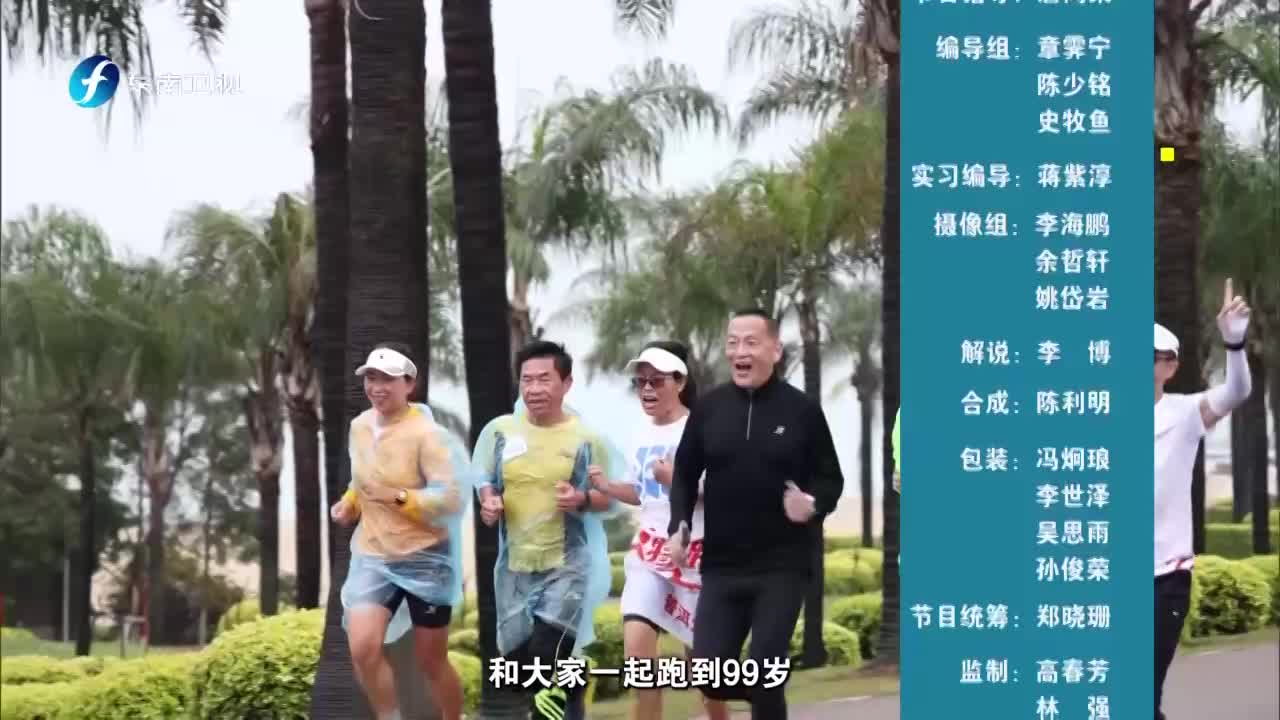 东南卫视
编导组：章霁宁
陈少铭
史牧鱼
实习编导：蒋紫淳
摄像组：李海鹏
余哲轩
姚岱岩
解说：李 博
合成：陈利明
包装：冯炯琅
李世泽
吴思雨
孙俊荣
节目统筹：郑晓珊
监制：高春芳
林 强
和大家一起跑到99岁